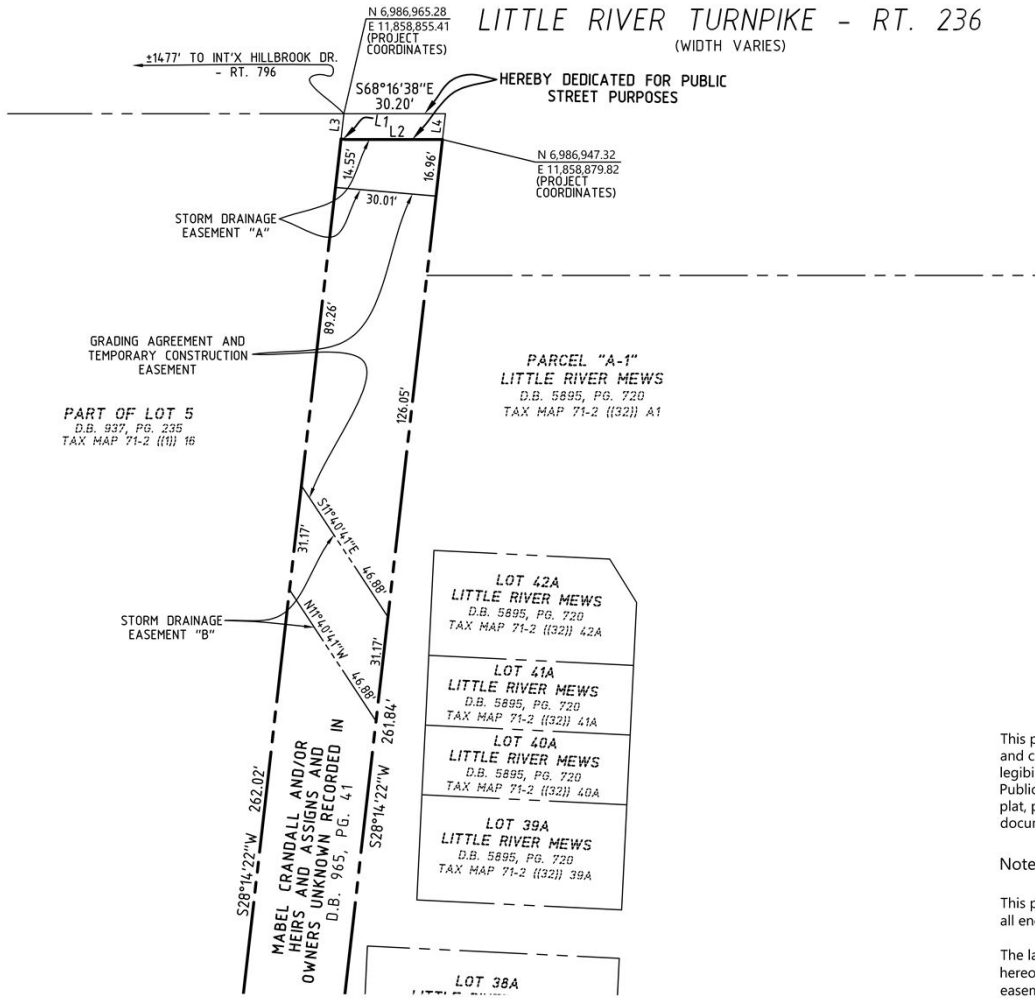 LITTLE RIVER TURNPIKE - RT. 236
(WIDTH VARIES)
N 6,986,965.28
E 11,858,855.41
(PROJECT
COORDINATES)
±1477' TO INT'X HILLBROOK DR.
- RT. 796
S68°16'38"E
30.20'
HEREBY DEDICATED FOR PUBLIC
STREET PURPOSES
L3
L1
L2
L4
N 6,986,947.32
E 11,858,879.82
(PROJECT
COORDINATES)
14.55'
16.96'
30.01'
STORM DRAINAGE
EASEMENT "A"
89.26'
GRADING AGREEMENT AND
TEMPORARY CONSTRUCTION
EASEMENT
126.05'
PARCEL "A-1"
LITTLE RIVER MEWS
D.B. 5895, PG. 720
TAX MAP 71-2 ((32)) A1
PART OF LOT 5
D.B. 937, PG. 235
TAX MAP 71-2 ((1)) 16
S11°40'41"E 46.88'
31.17'
STORM DRAINAGE
EASEMENT "B"
N11°40'41"W 46.88'
31.17'
LOT 42A
LITTLE RIVER MEWS
D.B. 5895, PG. 720
TAX MAP 71-2 ((32)) 42A
LOT 41A
LITTLE RIVER MEWS
D.B. 5895, PG. 720
TAX MAP 71-2 ((32)) 41A
LOT 40A
LITTLE RIVER MEWS
D.B. 5895, PG. 720
TAX MAP 71-2 ((32)) 40A
LOT 39A
LITTLE RIVER MEWS
D.B. 5895, PG. 720
TAX MAP 71-2 ((32)) 39A
LOT 38A
S28°14'22"W 262.02'
MABEL CRANDALL AND/OR
HEIRS AND ASSIGNS AND
OWNERS UNKNOWN RECORDED IN
D.B. 965, PG. 41
S28°14'22"W 261.84'
This p
and c
legibi
Public
plat, p
docur
Note
This p
all en
The la
hereo
easem